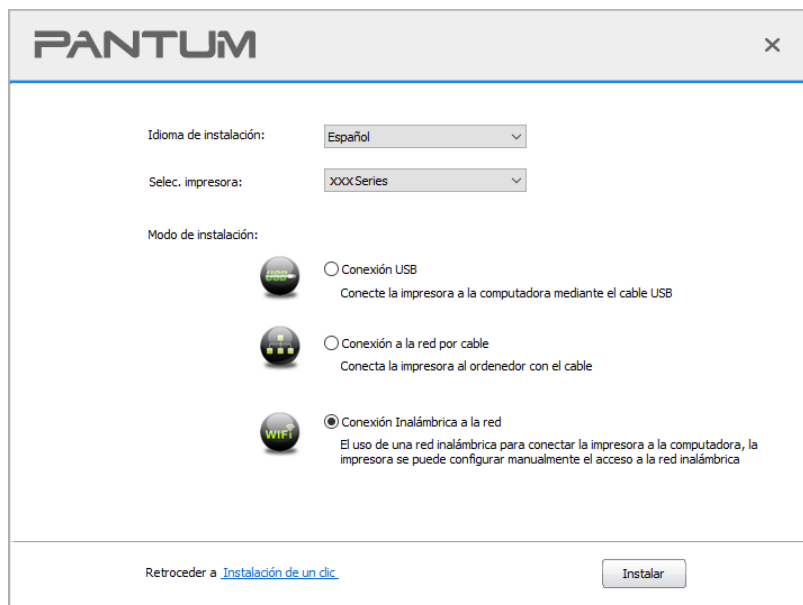 PANTUM
Idioma de instalación:
Español
Selec. impresora:
XXX Series
Modo de instalación:
USB
Conexión USB
Conecte la impresora a la computadora mediante el cable USB
Conexión a la red por cable
Conecta la impresora al ordenedor con el cable
WIFI
Conexión Inalámbrica a la red
El uso de una red inalámbrica para conectar la impresora a la computadora, la
impresora se puede configurar manualmente el acceso a la red inalámbrica
Retroceder a Instalación de un clic
Instalar